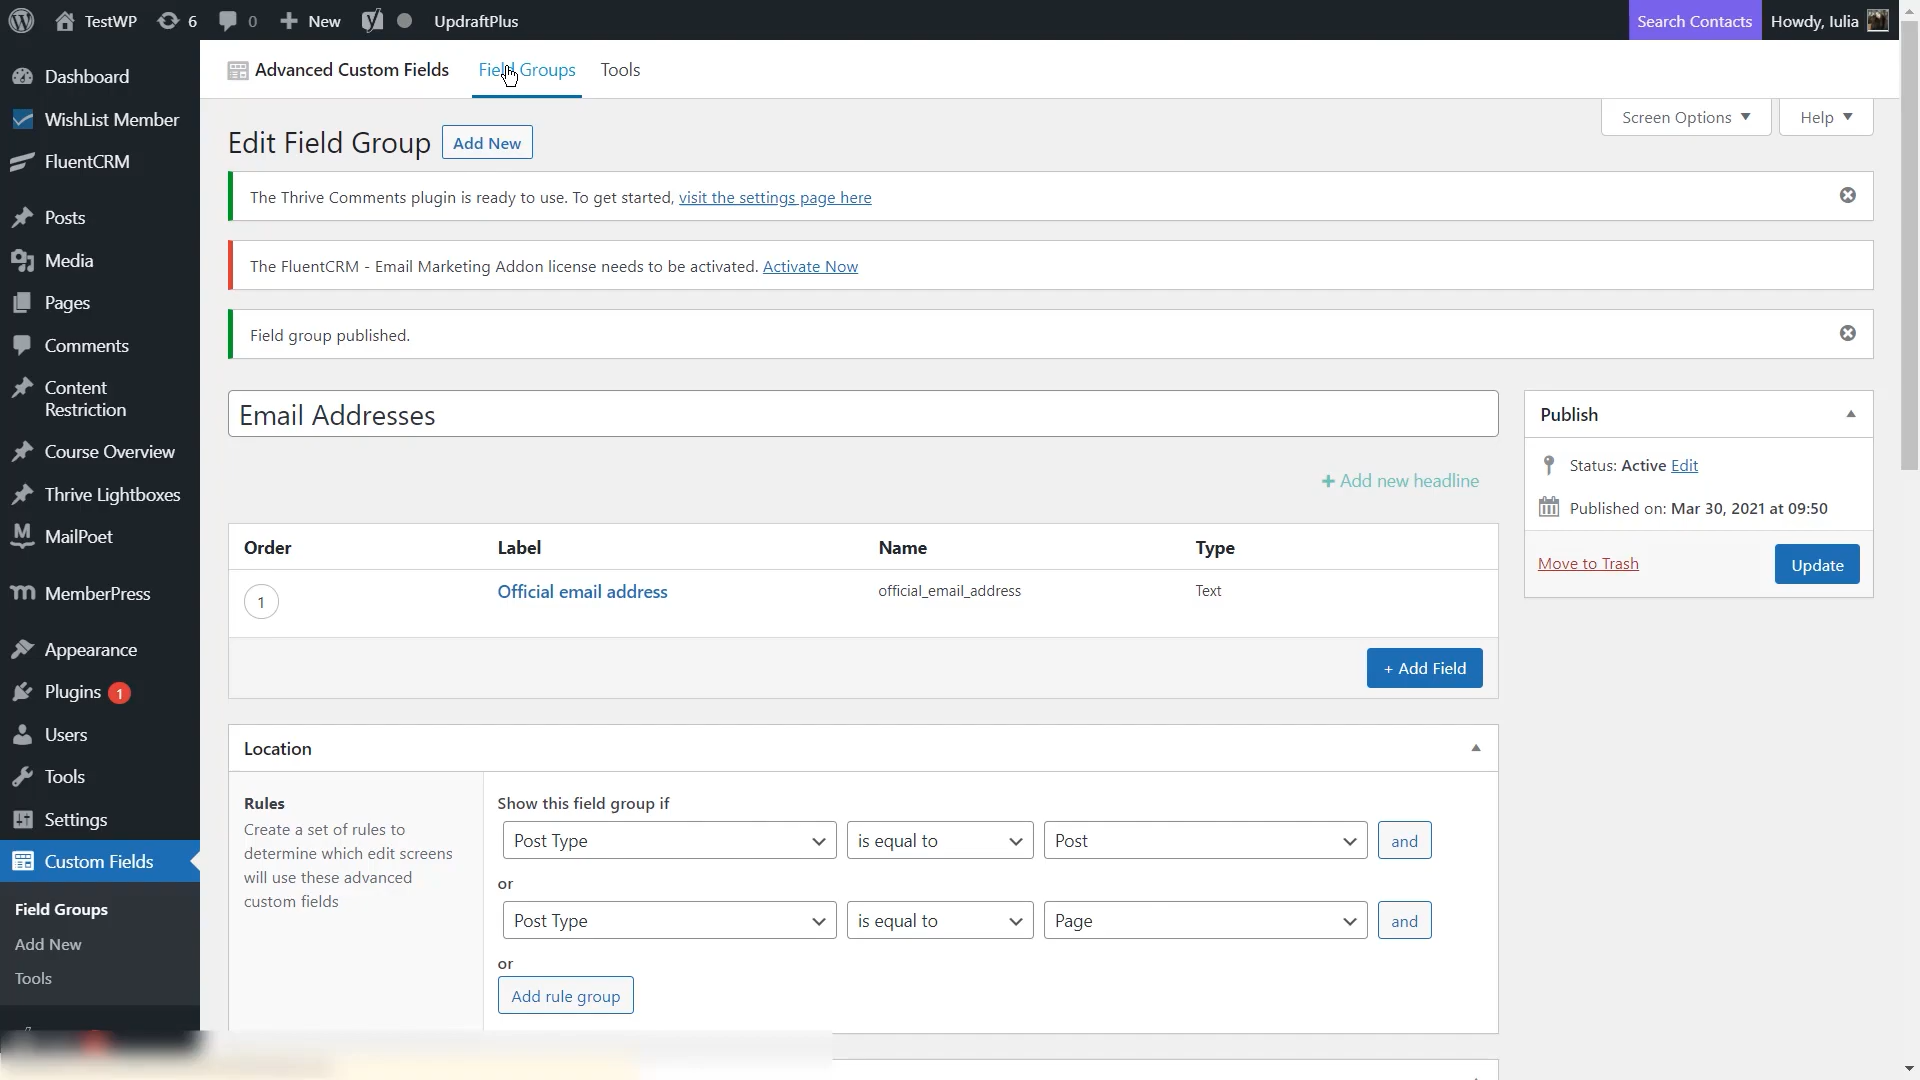 TestWP
6
0
New
UpdraftPlus
Search Contacts
Howdy, Iulia
Dashboard
WishList Member
FluentCRM
Posts
Media
Pages
Comments
Content
Restriction
Course Overview
Thrive Lightboxes
MailPoet
MemberPress
Appearance
Plugins 1
Users
Tools
Settings
Custom Fields
Field Groups
Add New
Tools
Advanced Custom Fields
Field Groups
Tools
Screen Options
Help
Edit Field Group
Add New
The Thrive Comments plugin is ready to use. To get started, visit the settings page here
The FluentCRM - Email Marketing Addon license needs to be activated. Activate Now
Field group published.
Email Addresses
+ Add new headline
Order Label Name Type
1 Official email address official_email_address Text
+ Add Field
Location
Rules
Create a set of rules to
determine which edit screens
will use these advanced
custom fields
Show this field group if
Post Type is equal to Post and
or
Post Type is equal to Page and
or
Add rule group
Publish
Status: Active Edit
Published on: Mar 30, 2021 at 09:50
Move to Trash
Update